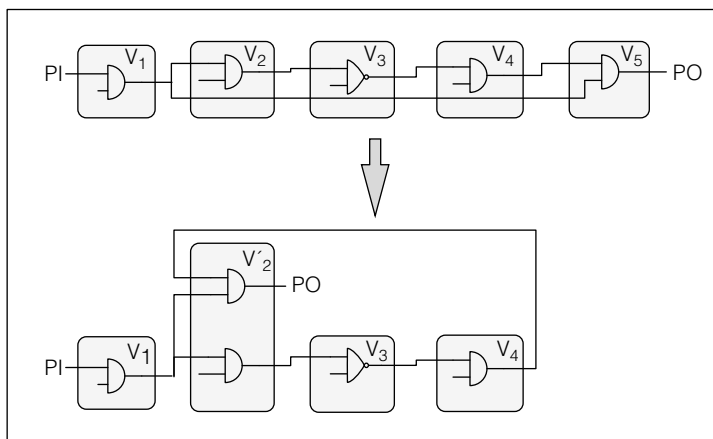 PI V₁ V₂ V₃ V₄ V₅ PO
V´₂
PO
PI V₁ V₃ V₄